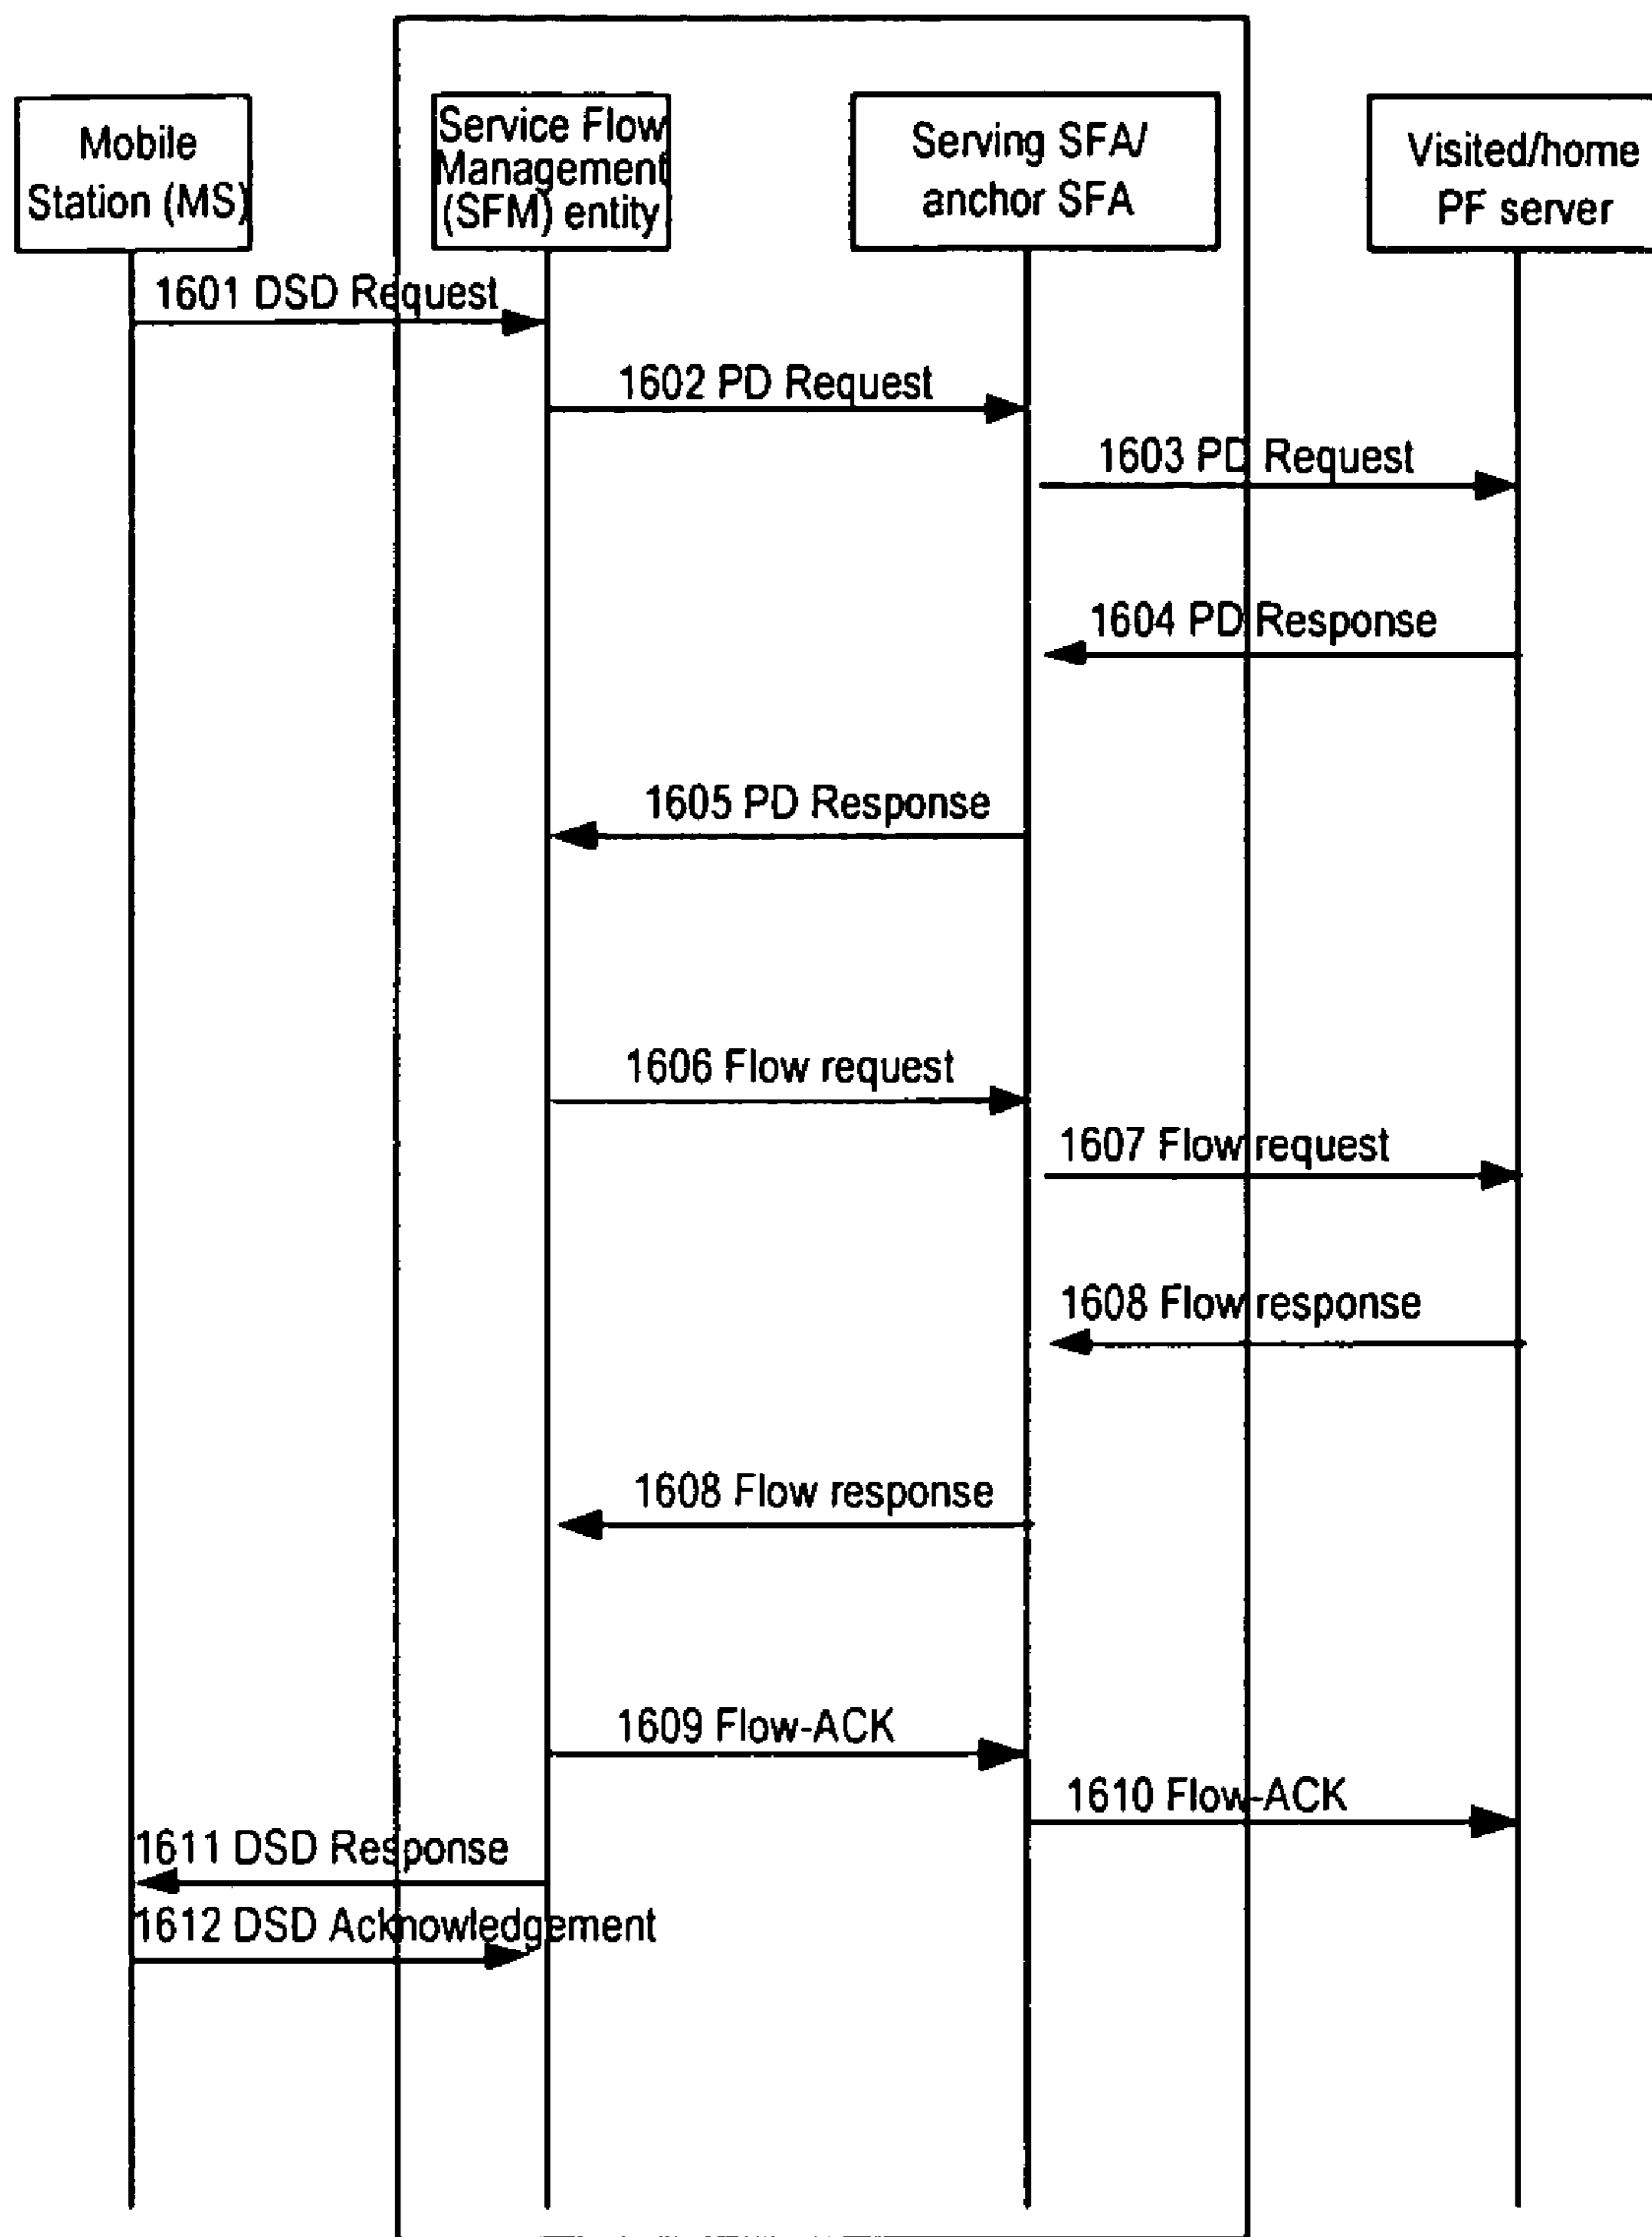 Mobile
Station (MS)
Service Flow
Management
(SFM) entity
Serving SFA/
anchor SFA
Visited/home
PF server
1601 DSD Request
1602 PD Request
1603 PD Request
1604 PD Response
1605 PD Response
1606 Flow request
1607 Flow request
1608 Flow response
1608 Flow response
1609 Flow-ACK
1610 Flow-ACK
1611 DSD Response
1612 DSD Acknowledgement